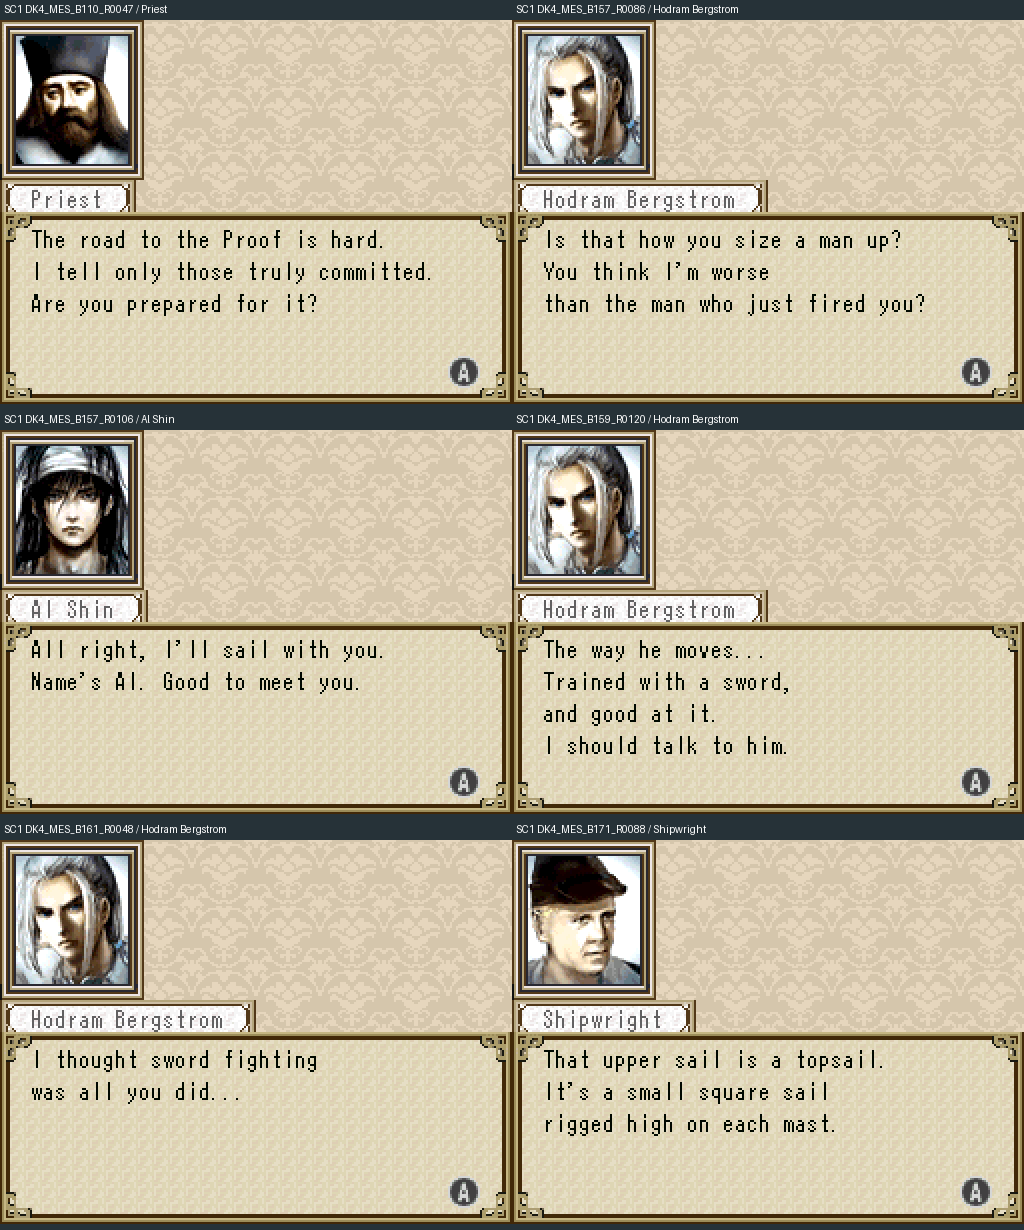 SC1 DK4_MES_B110_R0047 / Priest
Priest
The road to the Proof is hard.
I tell only those truly committed.
Are you prepared for it?
A
SC1 DK4_MES_B157_R0086 / Hodram Bergstrom
Hodram Bergstrom
Is that how you size a man up?
You think I'm worse
than the man who just fired you?
A
SC1 DK4_MES_B157_R0106 / Al Shin
Al Shin
All right, I'll sail with you.
Name's Al. Good to meet you.
A
SC1 DK4_MES_B159_R0120 / Hodram Bergstrom
Hodram Bergstrom
The way he moves...
Trained with a sword,
and good at it.
I should talk to him.
A
SC1 DK4_MES_B161_R0048 / Hodram Bergstrom
Hodram Bergstrom
I thought sword fighting
was all you did...
A
SC1 DK4_MES_B171_R0088 / Shipwright
Shipwright
That upper sail is a topsail.
It's a small square sail
rigged high on each mast.
A